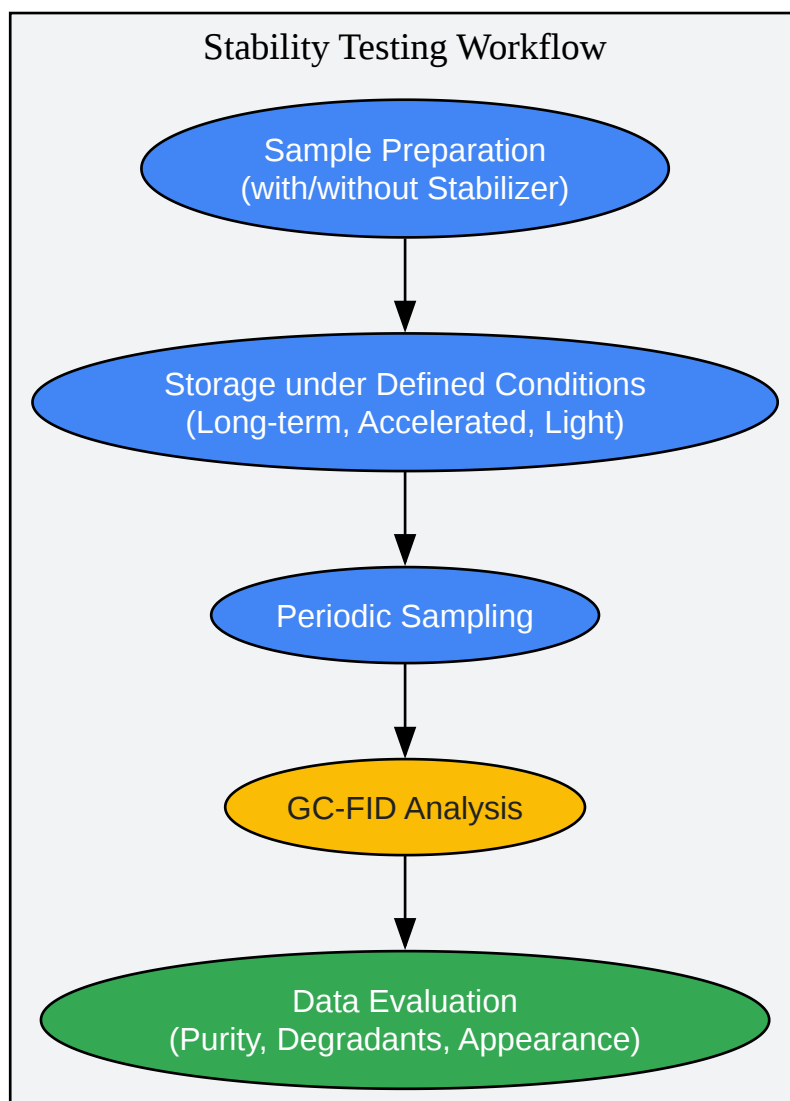 Stability Testing Workflow
Sample Preparation
(with/without Stabilizer)
Storage under Defined Conditions
(Long-term, Accelerated, Light)
Periodic Sampling
GC-FID Analysis
Data Evaluation
(Purity, Degradants, Appearance)